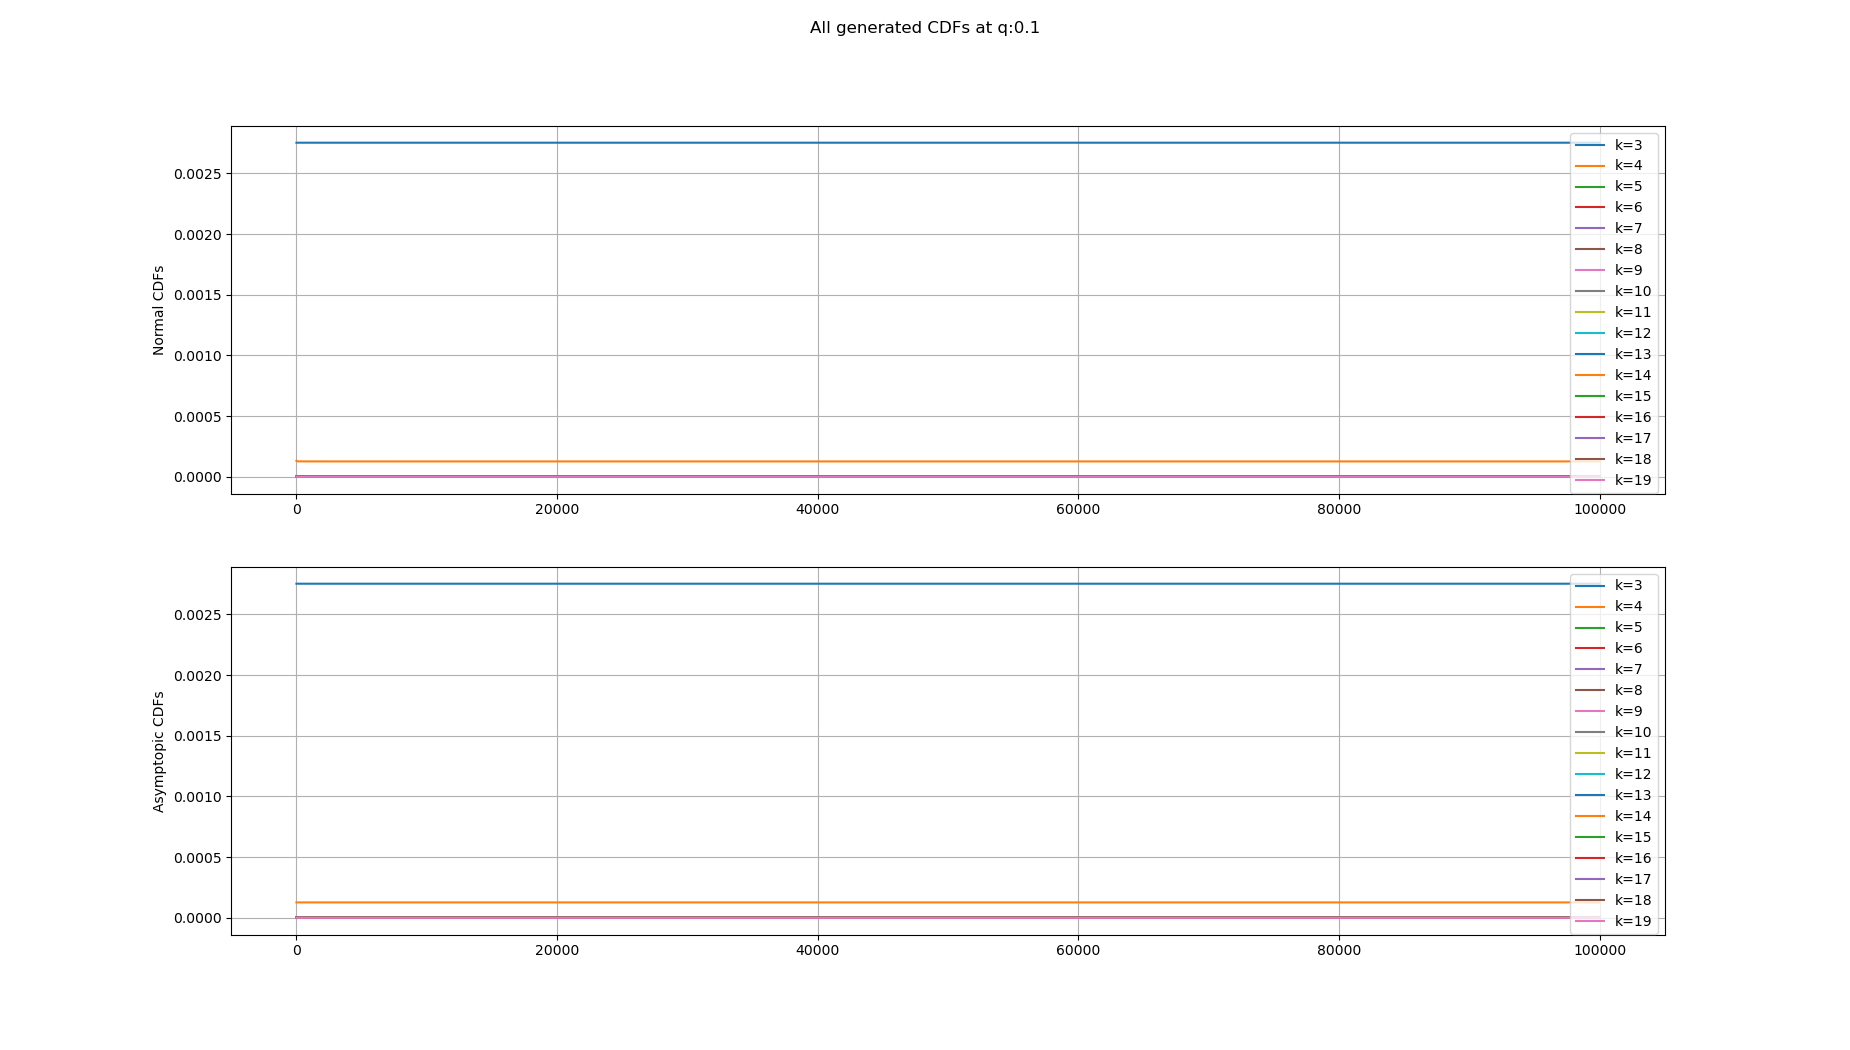 All generated CDFs at q:0.1
Normal CDFs
0.0025
0.0020
0.0015
0.0010
0.0005
0.0000
0 20000 40000 60000 80000 100000
k=3
k=4
k=5
k=6
k=7
k=8
k=9
k=10
k=11
k=12
k=13
k=14
k=15
k=16
k=17
k=18
k=19
Asymptopic CDFs
0.0025
0.0020
0.0015
0.0010
0.0005
0.0000
0 20000 40000 60000 80000 100000
k=3
k=4
k=5
k=6
k=7
k=8
k=9
k=10
k=11
k=12
k=13
k=14
k=15
k=16
k=17
k=18
k=19